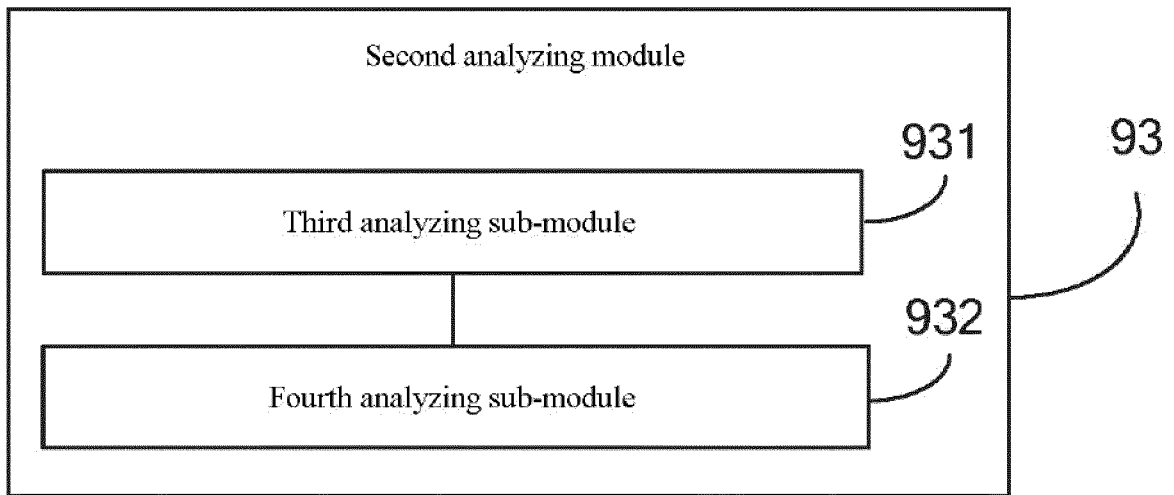 Second analyzing module
931
93
Third analyzing sub-module
932
Fourth analyzing sub-module